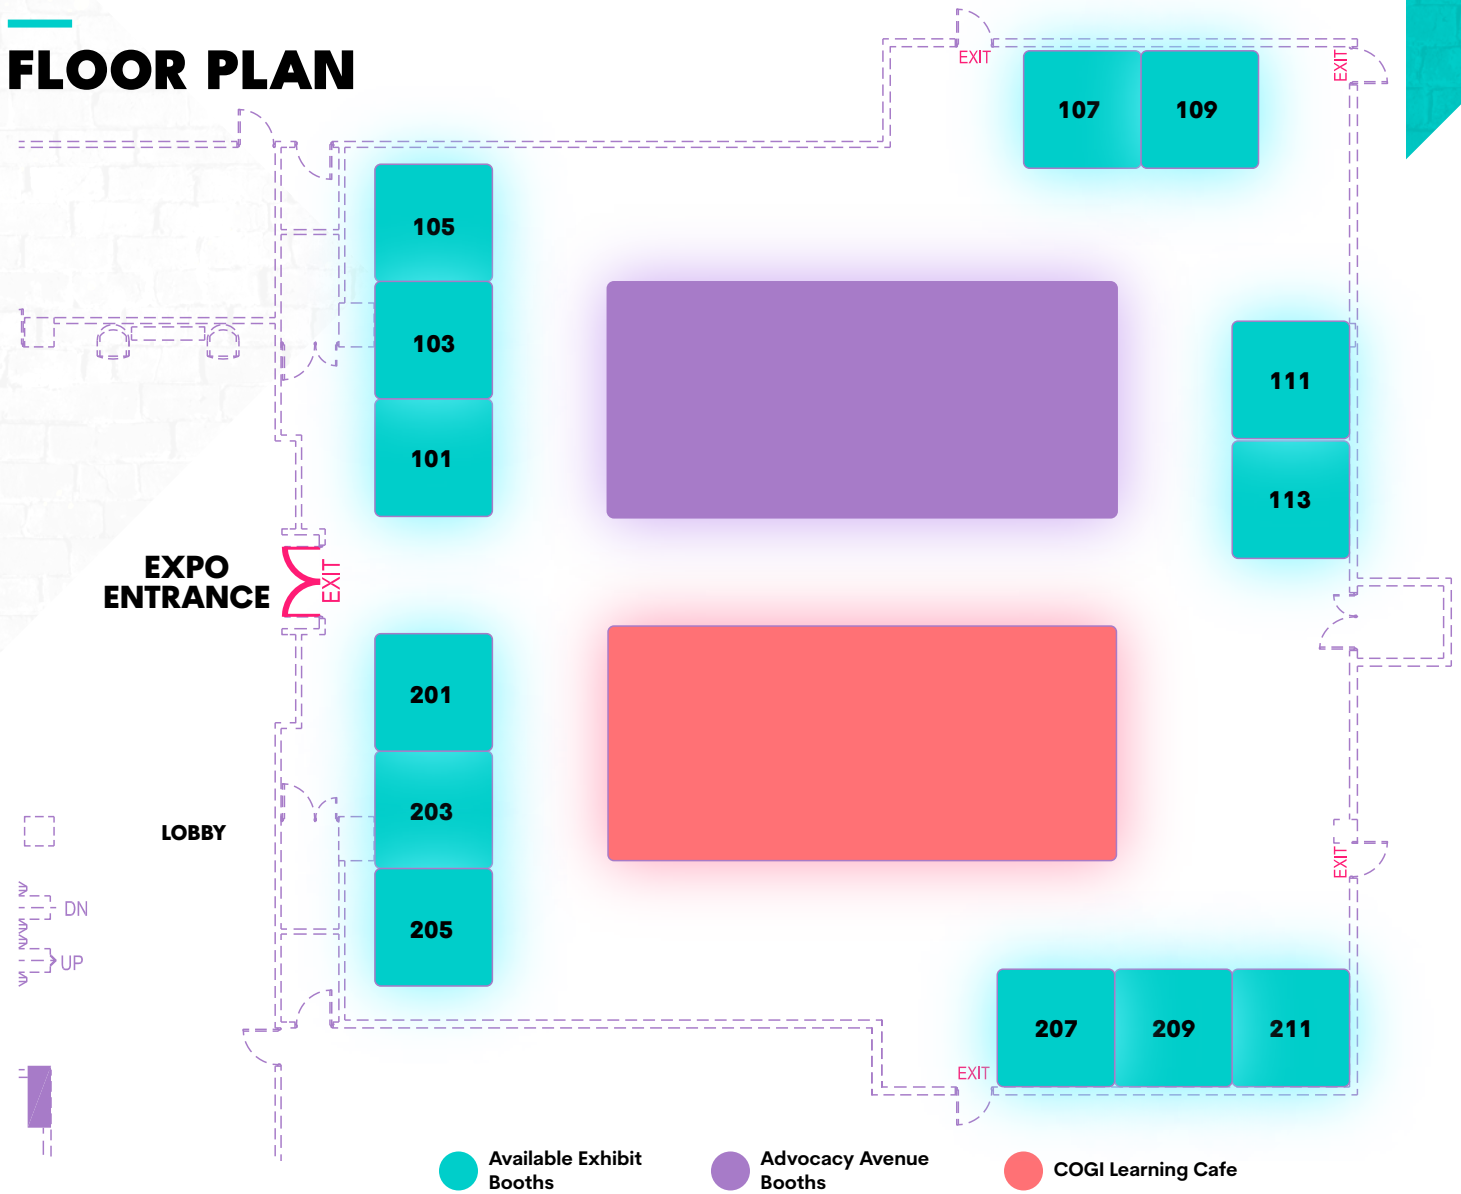 FLOOR PLAN
EXIT
EXIT
107
109
105
103
101
111
113
EXPO
ENTRANCE
EXIT
201
203
205
LOBBY
DN
UP
EXIT
207
209
211
EXIT
Available Exhibit
Booths
Advocacy Avenue
Booths
COGI Learning Cafe